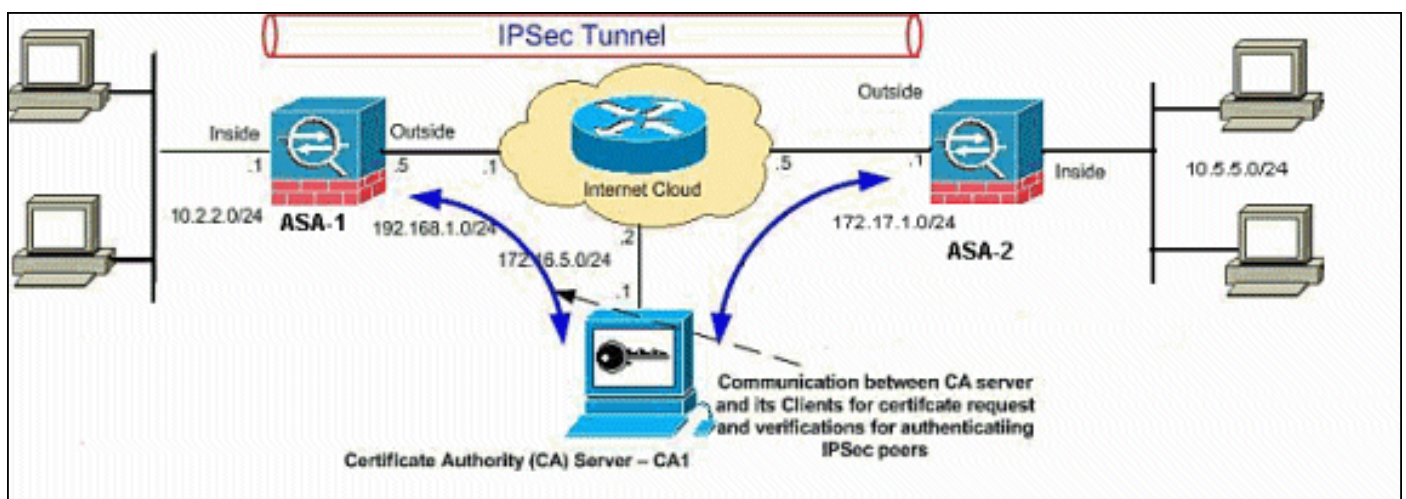 IPSec Tunnel
Outside
Inside
Outside
.1
.5
.1
Internet Cloud
.5
.1
Inside
10.5.5.0/24
10.2.2.0/24
ASA-1
192.168.1.0/24
172.17.1.0/24
ASA-2
.2
172.16.5.0/24
.1
Communication between CA server
and its Clients for certifcate request
and verifications for authenticatiing
IPSec peers
Certificate Authority (CA) Server – CA1